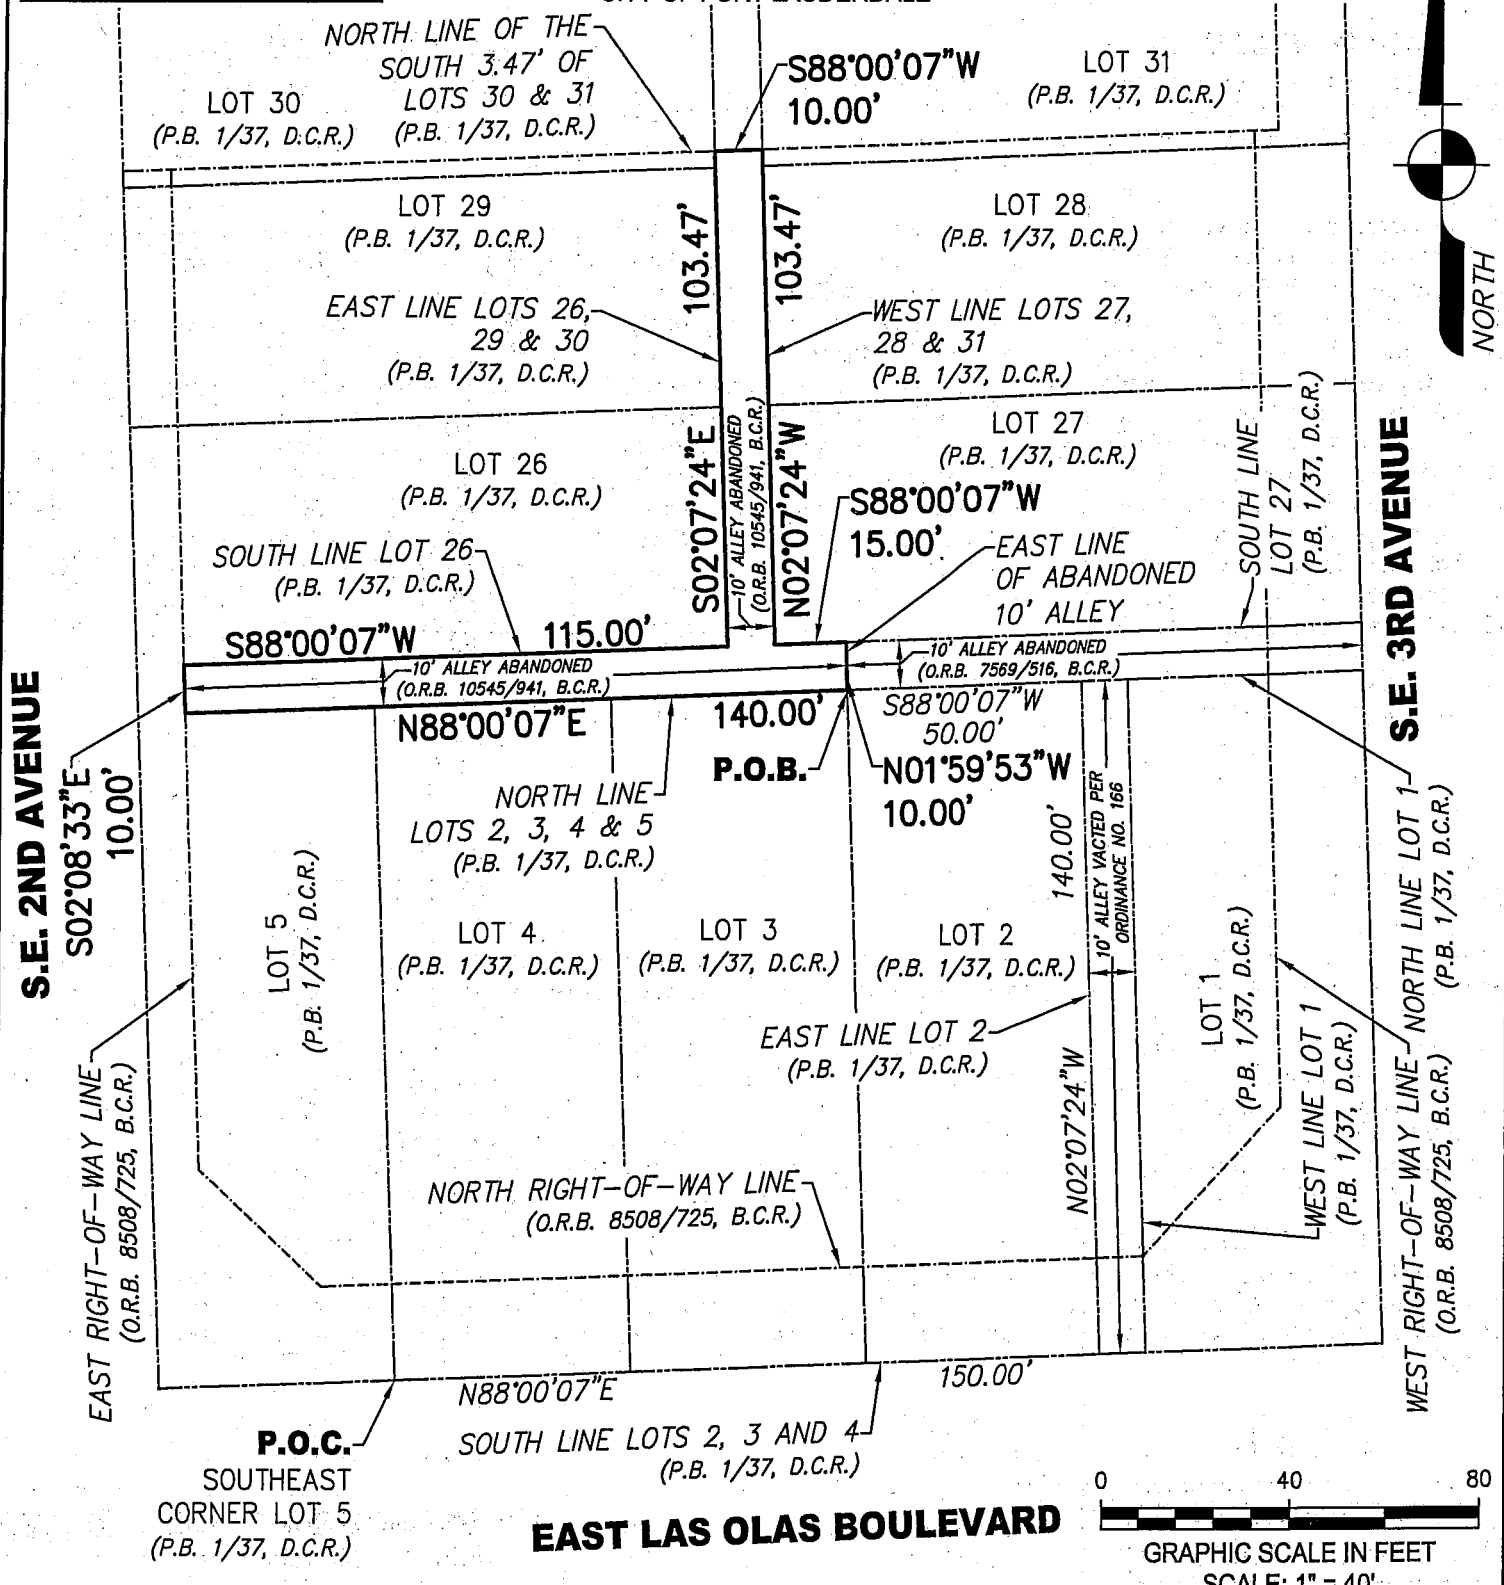 NORTH LINE OF THE
SOUTH 3.47' OF
LOTS 30 & 31
(P.B. 1/37, D.C.R.)
LOT 30
(P.B. 1/37, D.C.R.)
S88°00'07"W
10.00'
LOT 31
(P.B. 1/37, D.C.R.)
NORTH
LOT 29
(P.B. 1/37, D.C.R.)
103.47'
103.47'
LOT 28
(P.B. 1/37, D.C.R.)
EAST LINE LOTS 26,
29 & 30
(P.B. 1/37, D.C.R.)
WEST LINE LOTS 27,
28 & 31
(P.B. 1/37, D.C.R.)
LOT 26
(P.B. 1/37, D.C.R.)
S02°07'24"E
10' ALLEY ABANDONED
(O.R.B. 10545/941, B.C.R.)
N02°07'24"W
LOT 27
(P.B. 1/37, D.C.R.)
S88°00'07"W
15.00'
EAST LINE
OF ABANDONED
10' ALLEY
SOUTH LINE
LOT 27
(P.B. 1/37, D.C.R.)
S.E. 3RD AVENUE
SOUTH LINE LOT 26
(P.B. 1/37, D.C.R.)
S88°00'07"W
115.00'
10' ALLEY ABANDONED
(O.R.B. 10545/941, B.C.R.)
10' ALLEY ABANDONED
(O.R.B. 7569/516, B.C.R.)
N88°00'07"E
140.00'
S88°00'07"W
50.00'
P.O.B.
N01°59'53"W
10.00'
S.E. 2ND AVENUE
S02°08'33"E
10.00'
NORTH LINE
LOTS 2, 3, 4 & 5
(P.B. 1/37, D.C.R.)
140.00'
10' ALLEY VACTED PER
ORDINANCE NO. 166
NORTH LINE LOT 1
(P.B. 1/37, D.C.R.)
LOT 5
(P.B. 1/37, D.C.R.)
LOT 4
(P.B. 1/37, D.C.R.)
LOT 3
(P.B. 1/37, D.C.R.)
LOT 2
(P.B. 1/37, D.C.R.)
LOT 1
(P.B. 1/37, D.C.R.)
EAST LINE LOT 2
(P.B. 1/37, D.C.R.)
N02°07'24"W
WEST LINE LOT 1
(P.B. 1/37, D.C.R.)
WEST RIGHT-OF-WAY LINE
(O.R.B. 8508/725, B.C.R.)
EAST RIGHT-OF-WAY LINE
(O.R.B. 8508/725, B.C.R.)
NORTH RIGHT-OF-WAY LINE
(O.R.B. 8508/725, B.C.R.)
N88°00'07"E
150.00'
P.O.C.
SOUTHEAST
CORNER LOT 5
(P.B. 1/37, D.C.R.)
SOUTH LINE LOTS 2, 3 AND 4
(P.B. 1/37, D.C.R.)
EAST LAS OLAS BOULEVARD
0 40 80
GRAPHIC SCALE IN FEET
SCALE: 1" = 40'